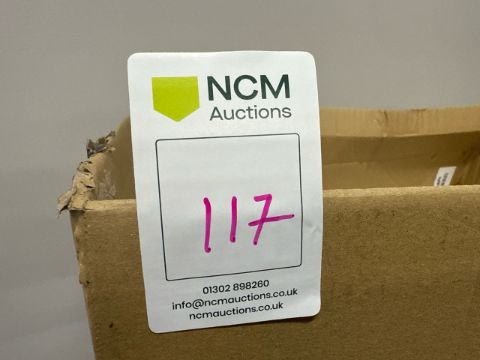 NCM
Auctions
117
01302 898260
info@ncmauctions.co.uk
ncmauctions.co.uk